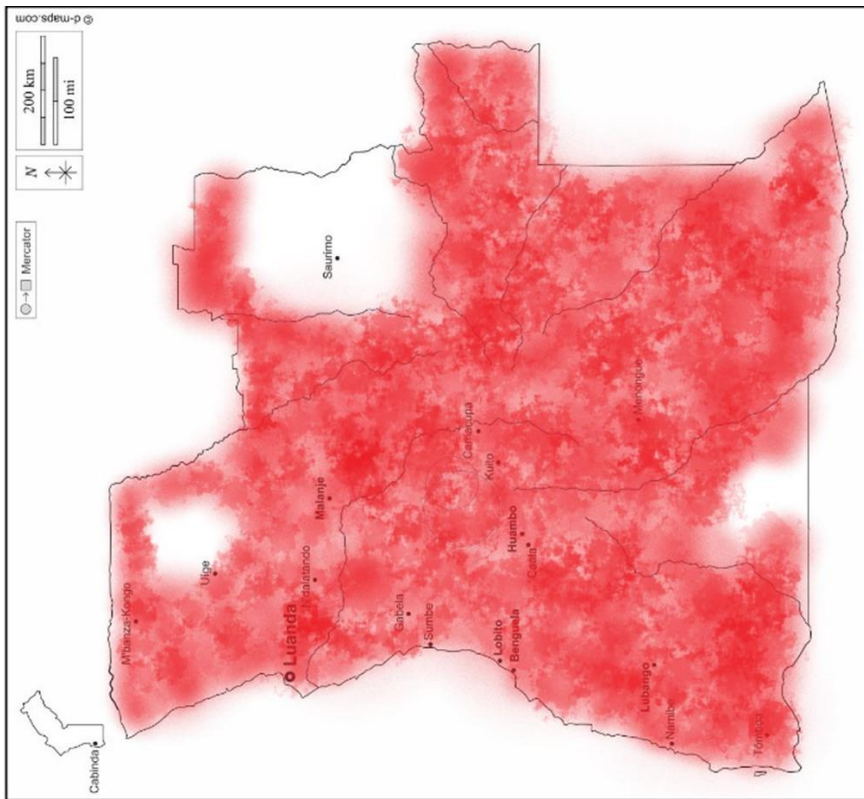 © d-maps.com
200 km
100 mi
N
Mercator
Cabinda
M'banza-Kongo
Uíge
Luanda
N'dalatando
Malanje
Saurimo
Gabela
Sumbe
Camacupa
Kuito
Lobito
Benguela
Huambo
Caála
Menongue
Lubango
Namibe